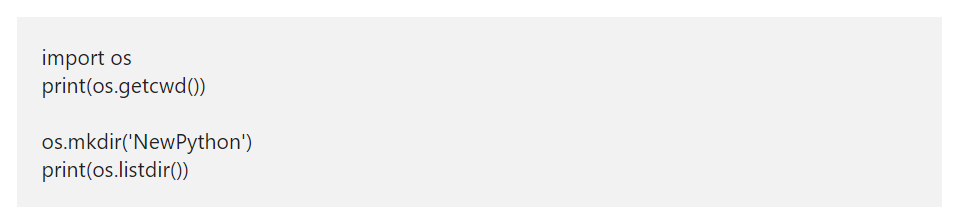 import os
print(os.getcwd())
os.mkdir('NewPython')
print(os.listdir())